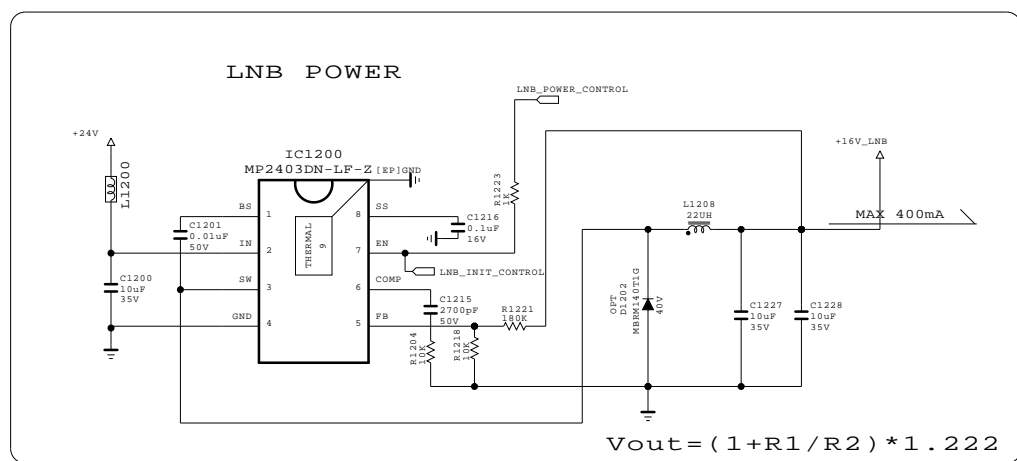 LNB POWER
LNB_POWER_CONTROL
+24V
+16V_LNB
IC1200
MP2403DN-LF-Z
[EP]GND
L1200
R1223
1K
L1208
22UH
MAX 400mA
BS
1
8
SS
C1201
0.01uF
50V
C1216
0.1uF
16V
THERMAL
9
IN
2
7
EN
LNB_INIT_CONTROL
SW
3
6
COMP
C1200
10uF
35V
C1215
2700pF
50V
R1221
180K
GND
4
5
FB
R1204
10K
R1218
10K
OPT
D1202
MBRM140T1G
40V
C1227
10uF
35V
C1228
10uF
35V
Vout=(1+R1/R2)*1.222